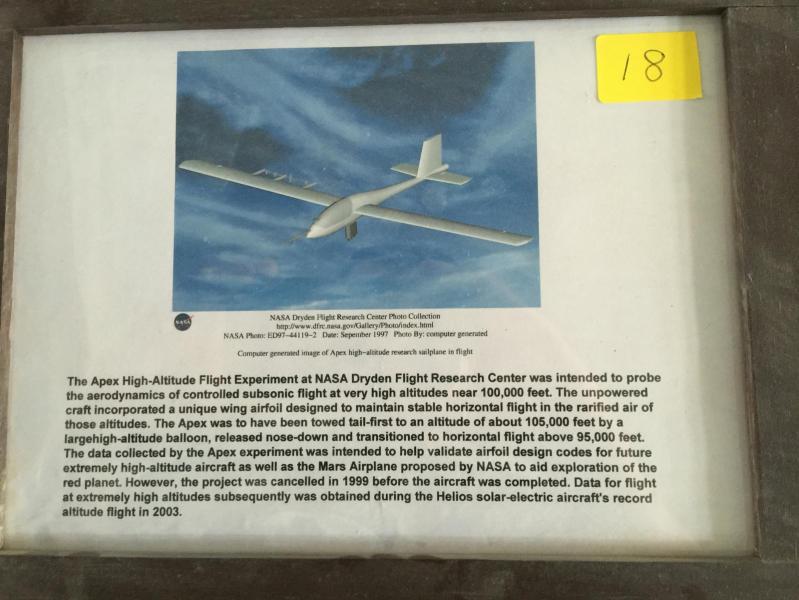 18
NASA
NASA Dryden Flight Research Center Photo Collection
http://www.dfrc.nasa.gov/Gallery/Photo/index.html
NASA Photo: ED97-44119-2 Date: Sepember 1997 Photo By: computer generated
Computer generated image of Apex high-altitude research sailplane in flight
The Apex High-Altitude Flight Experiment at NASA Dryden Flight Research Center was intended to probe
the aerodynamics of controlled subsonic flight at very high altitudes near 100,000 feet. The unpowered
craft incorporated a unique wing airfoil designed to maintain stable horizontal flight in the rarified air of
those altitudes. The Apex was to have been towed tail-first to an altitude of about 105,000 feet by a
largehigh-altitude balloon, released nose-down and transitioned to horizontal flight above 95,000 feet.
The data collected by the Apex experiment was intended to help validate airfoil design codes for future
extremely high-altitude aircraft as well as the Mars Airplane proposed by NASA to aid exploration of the
red planet. However, the project was cancelled in 1999 before the aircraft was completed. Data for flight
at extremely high altitudes subsequently was obtained during the Helios solar-electric aircraft's record
altitude flight in 2003.